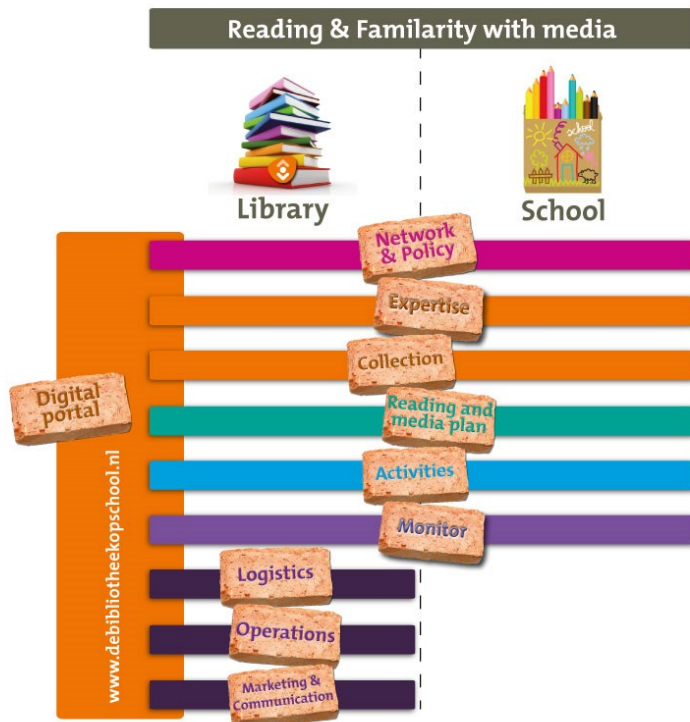 Reading & Familarity with media
school
Library
School
Network
& Policy
Expertise
Collection
Digital
portal
Reading and
media plan
Activities
Monitor
Logistics
Operations
Marketing &
Communication
www.debibliotheekopschool.nl